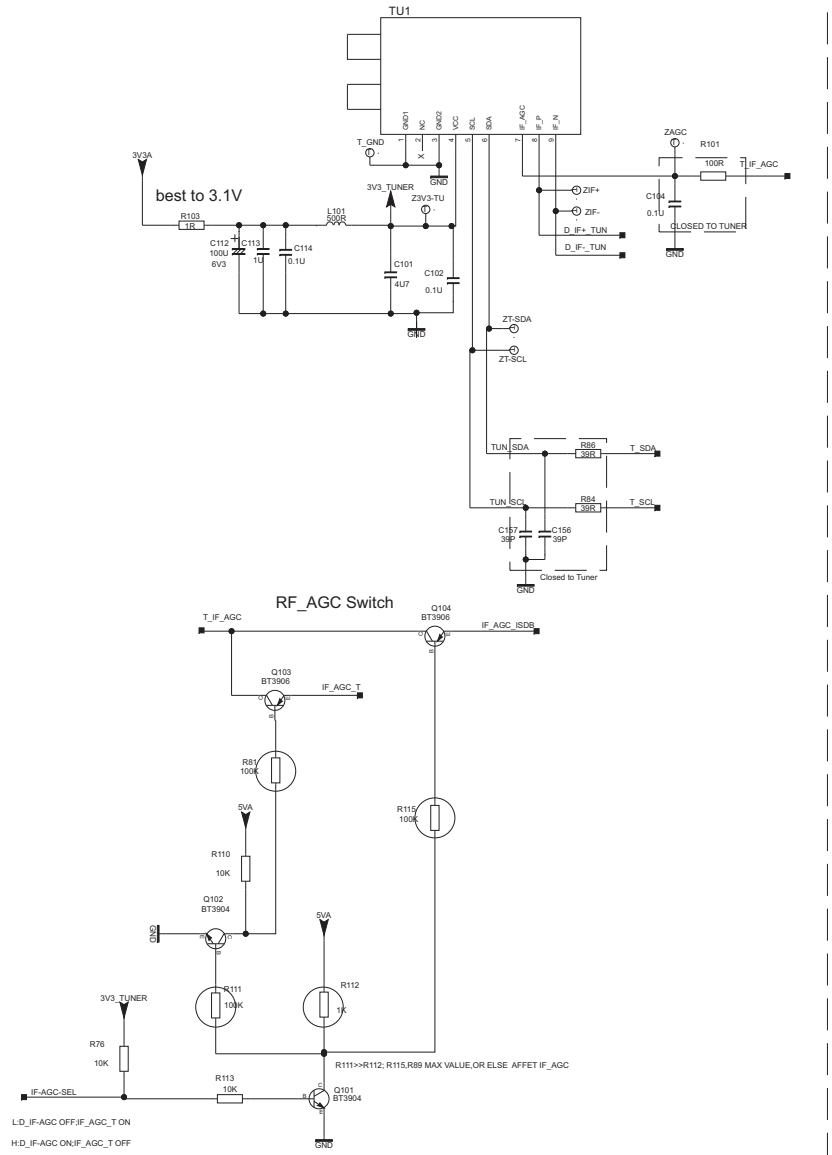 TU1
GND1
NC
GND2
VCC
SCL
SDA
IF_AGC
IF_P
IF_N
1
2
3
4
5
6
7
8
9
X
T_GND
GND
ZAGC
R101
100R
T_IF_AGC
C104
0.1U
CLOSED TO TUNER
GND
3V3A
best to 3.1V
3V3_TUNER
Z3V3-TU
ZIF+
ZIF-
D_IF+_TUN
D_IF-_TUN
R103
1R
L101
500R
C112
100U
6V3
C113
1U
C114
0.1U
C101
4U7
C102
0.1U
GND
ZT-SDA
ZT-SCL
TUN_SDA
R86
39R
T_SDA
TUN_SCL
R84
39R
T_SCL
C157
39P
C156
39P
Closed to Tuner
GND
RF_AGC Switch
T_IF_AGC
Q104
BT3906
C
E
B
IF_AGC_ISDB
Q103
BT3906
C
E
B
IF_AGC_T
R81
100K
R115
100K
5VA
R110
10K
Q102
BT3904
GND
E
C
B
5VA
R111
100K
R112
1K
3V3_TUNER
R76
10K
R111>>R112; R115,R89 MAX VALUE,OR ELSE AFFET IF_AGC
IF-AGC-SEL
R113
10K
C
B
E
Q101
BT3904
GND
L:D_IF-AGC OFF;IF_AGC_T ON
H:D_IF-AGC ON;IF_AGC_T OFF